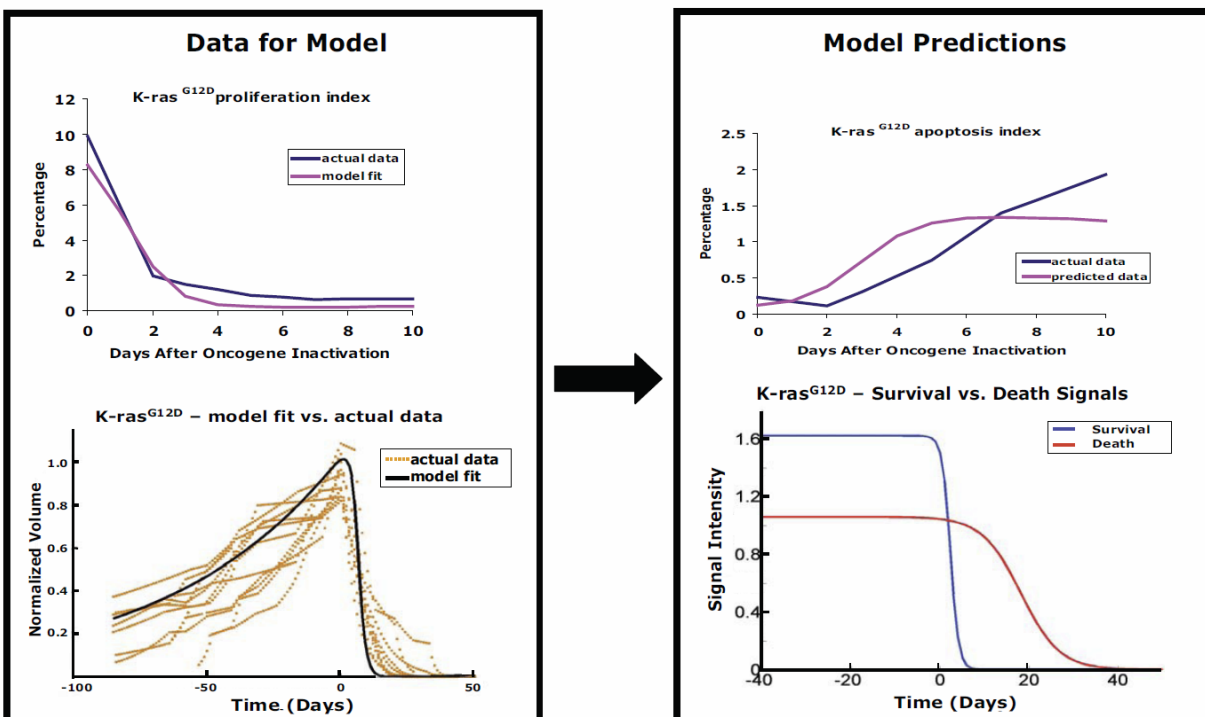 Data for Model
K-ras G12D proliferation index
12
10
8
6
4
2
0
Percentage
actual data
model fit
0 2 4 6 8 10
Days After Oncogene Inactivation
K-rasG12D – model fit vs. actual data
1.0
0.8
0.6
0.4
0.2
Normalized Volume
actual data
model fit
-100 -50 0 50
Time (Days)
Model Predictions
K-ras G12D apoptosis index
2.5
2
1.5
1
0.5
0
Percentage
actual data
predicted data
0 2 4 6 8 10
Days After Oncogene Inactivation
K-rasG12D – Survival vs. Death Signals
1.6
1.2
0.8
0.4
0
Signal Intensity
Survival
Death
-40 -20 0 20 40
Time (Days)